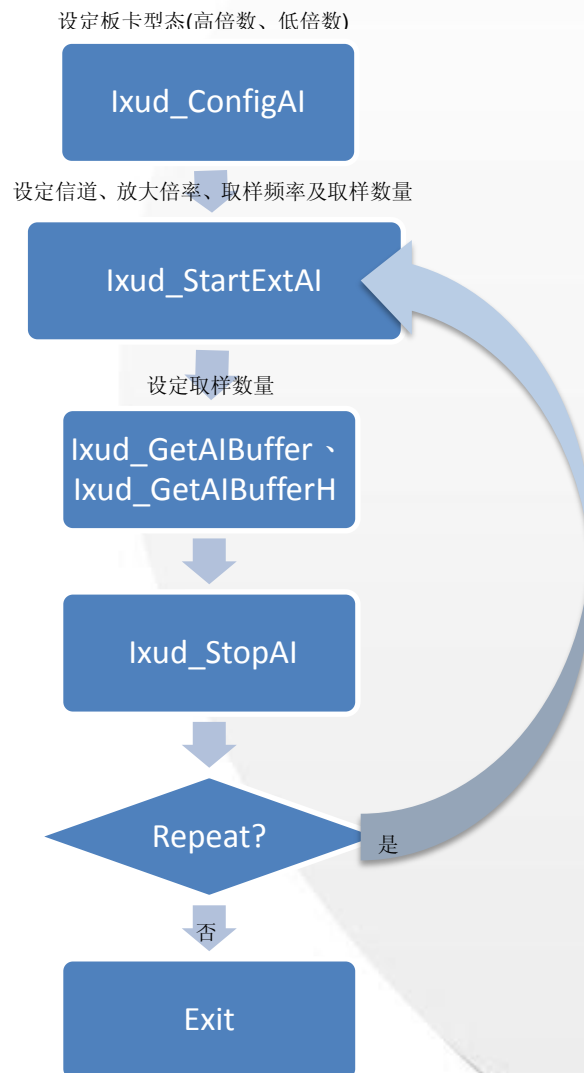 设定板卡型态(高倍数、低倍数)
Ixud_ConfigAI
设定信道、放大倍率、取样频率及取样数量
Ixud_StartExtAI
设定取样数量
Ixud_GetAIBuffer、
Ixud_GetAIBufferH
Ixud_StopAI
Repeat?
是
否
Exit